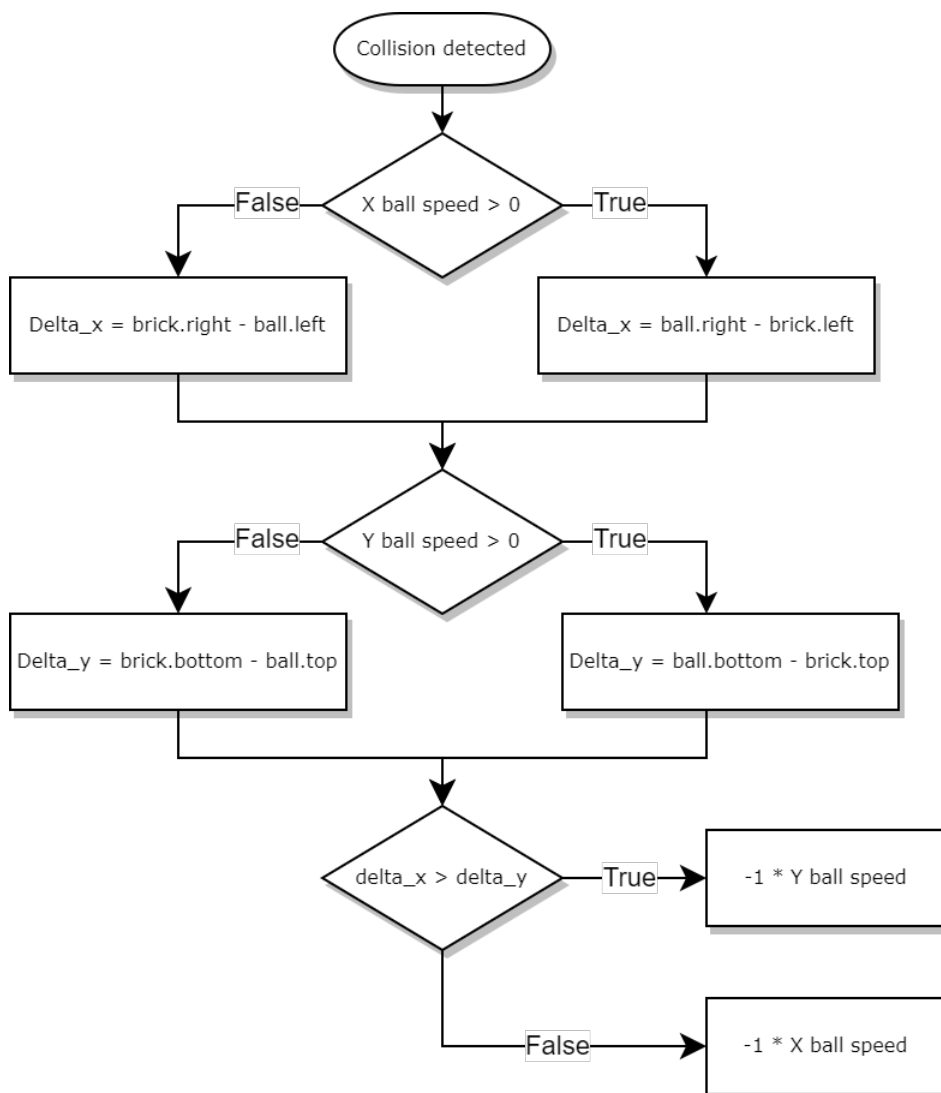 Collision detected
X ball speed > 0
False
True
Delta_x = brick.right - ball.left
Delta_x = ball.right - brick.left
Y ball speed > 0
False
True
Delta_y = brick.bottom - ball.top
Delta_y = ball.bottom - brick.top
delta_x > delta_y
True
-1 * Y ball speed
False
-1 * X ball speed